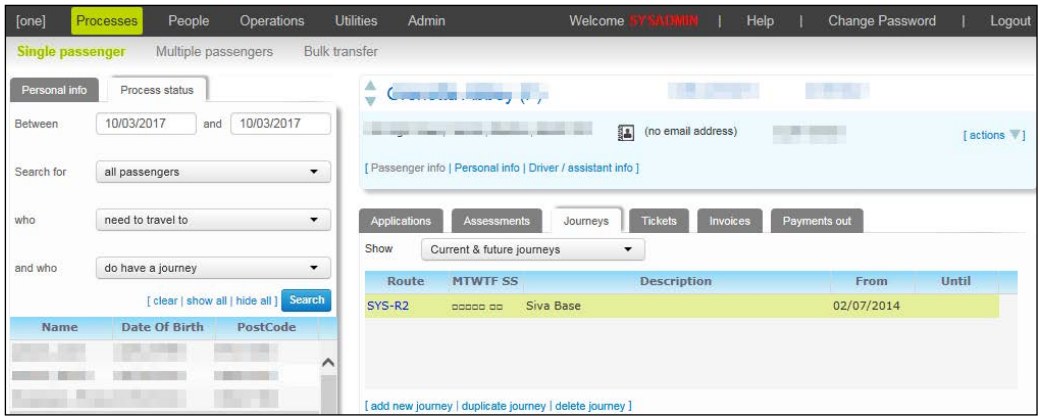 [one] Processes People Operations Utilities Admin Welcome SYSADMIN | Help | Change Password | Logout
Single passenger Multiple passengers Bulk transfer
Personal info Process status
Between 10/03/2017 and 10/03/2017
Search for all passengers
who need to travel to
and who do have a journey
[ clear | show all | hide all ] Search
Name Date Of Birth PostCode
(no email address) [ actions ▼]
[ Passenger info | Personal info | Driver / assistant info ]
Applications Assessments Journeys Tickets Invoices Payments out
Show Current & future journeys
Route MTWTF SS Description From Until
SYS-R2 Siva Base 02/07/2014
[ add new journey | duplicate journey | delete journey ]